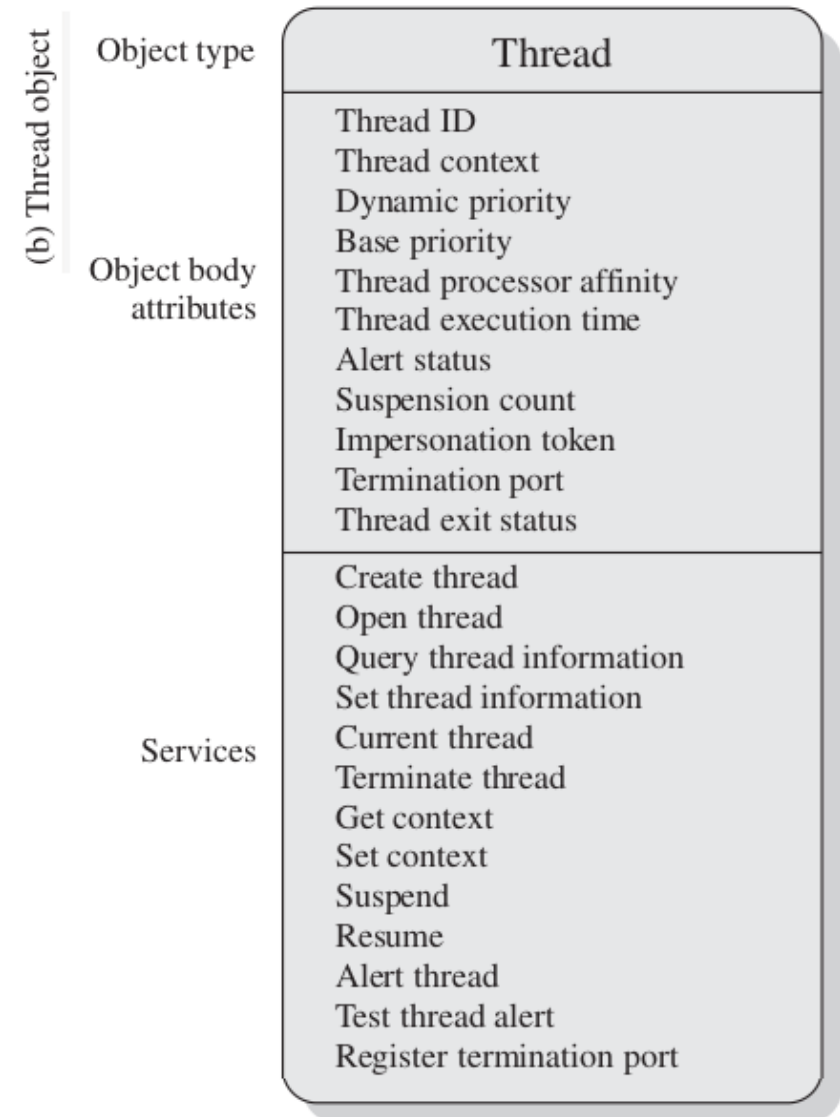 (b) Thread object
Object type
Thread
Object body
attributes
Thread ID
Thread context
Dynamic priority
Base priority
Thread processor affinity
Thread execution time
Alert status
Suspension count
Impersonation token
Termination port
Thread exit status
Services
Create thread
Open thread
Query thread information
Set thread information
Current thread
Terminate thread
Get context
Set context
Suspend
Resume
Alert thread
Test thread alert
Register termination port